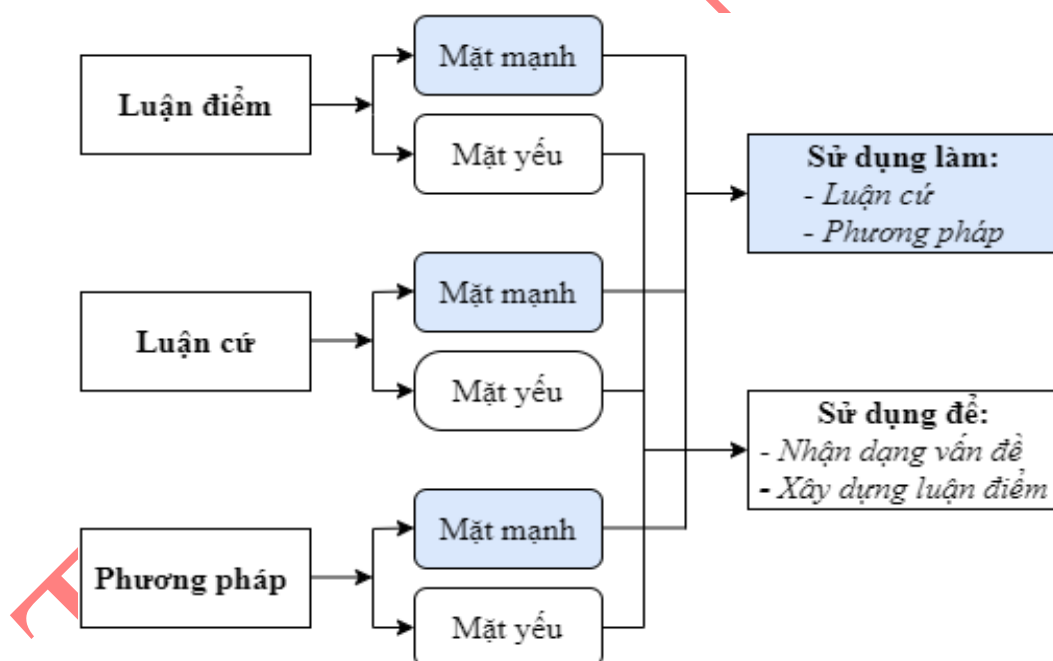 Luận điểm
Mặt mạnh
Mặt yếu
Luận cứ
Mặt mạnh
Mặt yếu
Phương pháp
Mặt mạnh
Mặt yếu
Sử dụng làm:
- Luận cứ
- Phương pháp
Sử dụng để:
- Nhận dạng vấn đề
- Xây dựng luận điểm